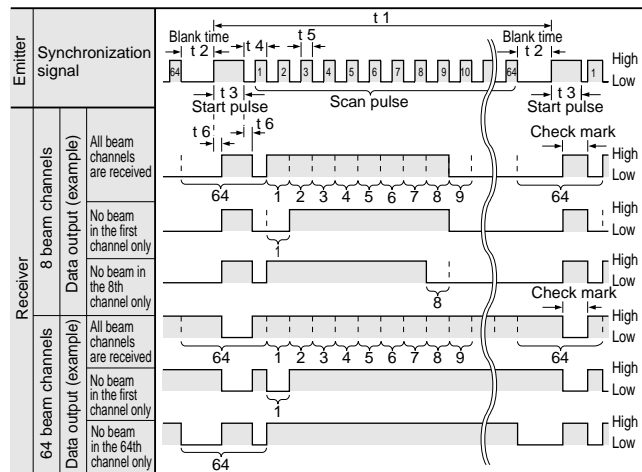 Emitter
Synchronization
signal
Blank time
t 1
Blank time
t 2
t 4
t 5
t 2
High
Low
64
1
2
3
4
5
6
7
8
9
10
64
1
t 3
Start pulse
Scan pulse
t 3
Start pulse
t 6
t 6
Check mark
Receiver
8 beam channels
Data output (example)
All beam
channels
are received
High
Low
64
1 2 3 4 5 6 7 8 9
64
No beam
in the first
channel only
High
Low
1
No beam in
the 8th
channel only
High
Low
8
Check mark
64 beam channels
Data output (example)
All beam
channels
are received
High
Low
64
1 2 3 4 5 6 7 8 9
64
No beam
in the first
channel only
High
Low
1
No beam
in the 64th
channel only
High
Low
64